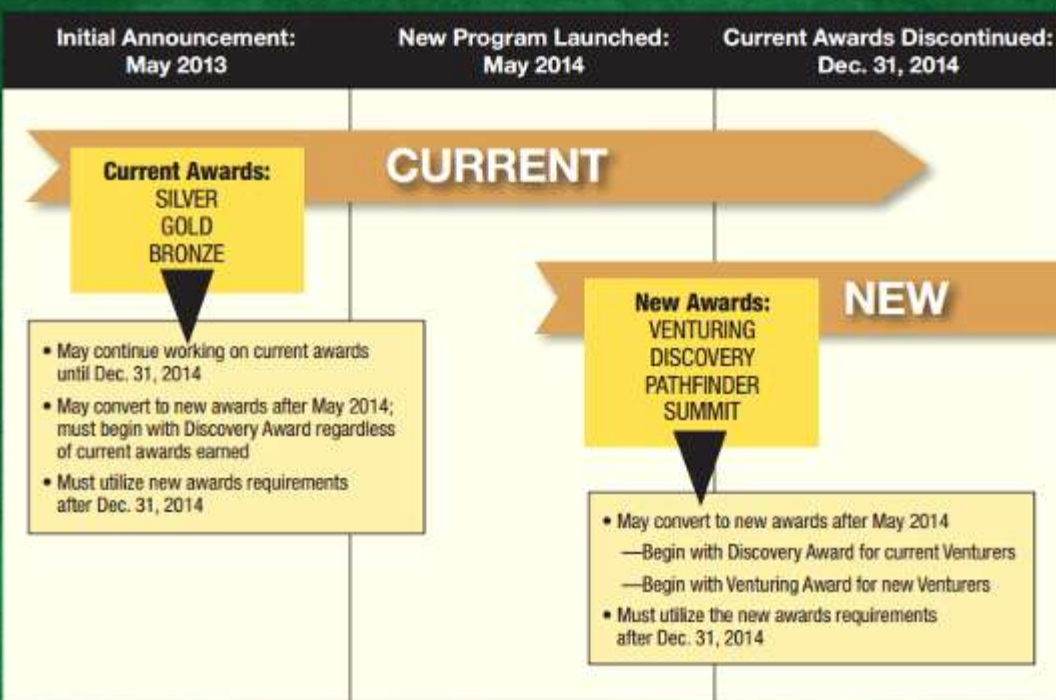 Initial Announcement:
May 2013
New Program Launched:
May 2014
Current Awards Discontinued:
Dec. 31, 2014
CURRENT
Current Awards:
SILVER
GOLD
BRONZE
• May continue working on current awards
until Dec. 31, 2014
• May convert to new awards after May 2014;
must begin with Discovery Award regardless
of current awards earned
• Must utilize new awards requirements
after Dec. 31, 2014
NEW
New Awards:
VENTURING
DISCOVERY
PATHFINDER
SUMMIT
• May convert to new awards after May 2014
—Begin with Discovery Award for current Venturers
—Begin with Venturing Award for new Venturers
• Must utilize the new awards requirements
after Dec. 31, 2014